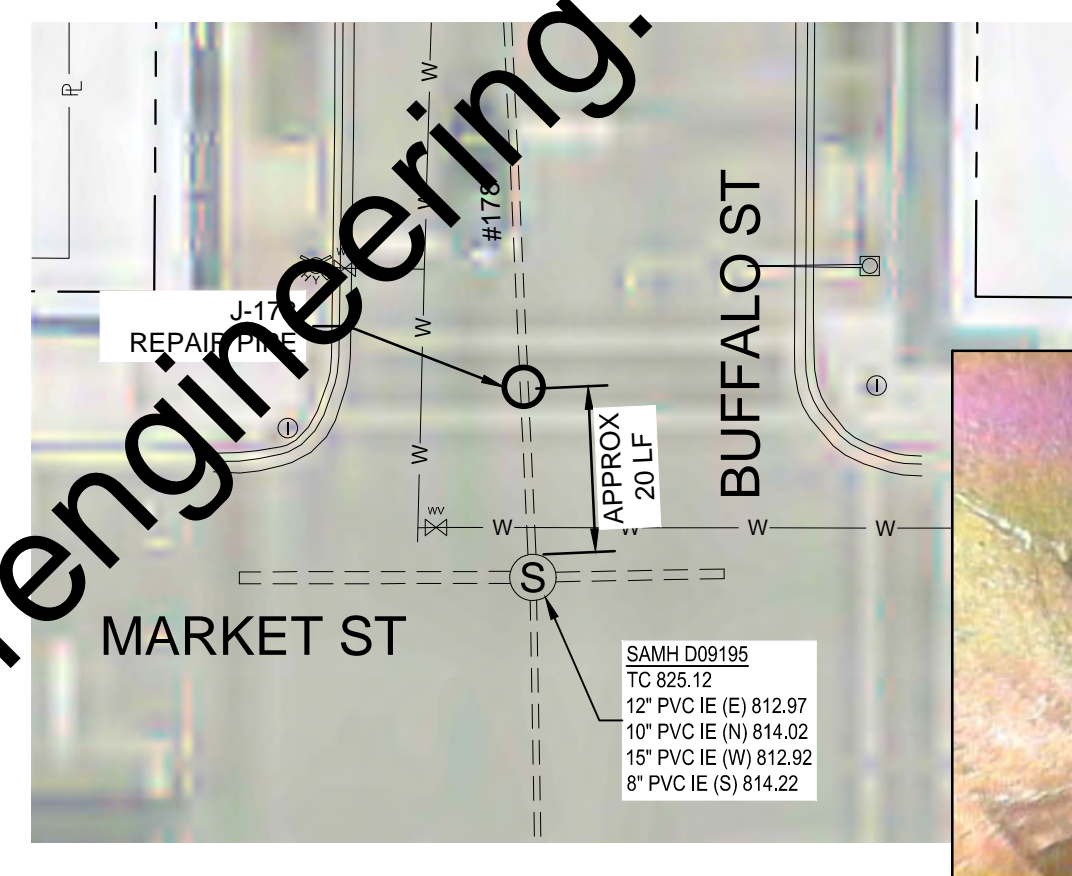 engineering.
W
W
#178
W
BUFFALO ST
J-178
REPAIR PIPE
W
APPROX
20 LF
WV
W
W
W
W
S
MARKET ST
SAMH D09195
TC 825.12
12" PVC IE (E) 812.97
10" PVC IE (N) 814.02
15" PVC IE (W) 812.92
8" PVC IE (S) 814.22